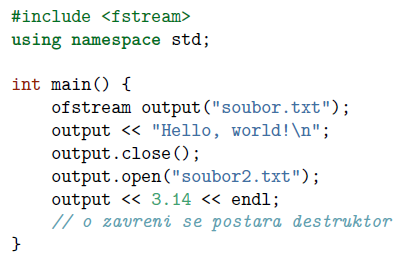 #include <fstream>
using namespace std;
int main() {
ofstream output("soubor.txt");
output << "Hello, world!\n";
output.close();
output.open("soubor2.txt");
output << 3.14 << endl;
// o zavreni se postara destruktor
}